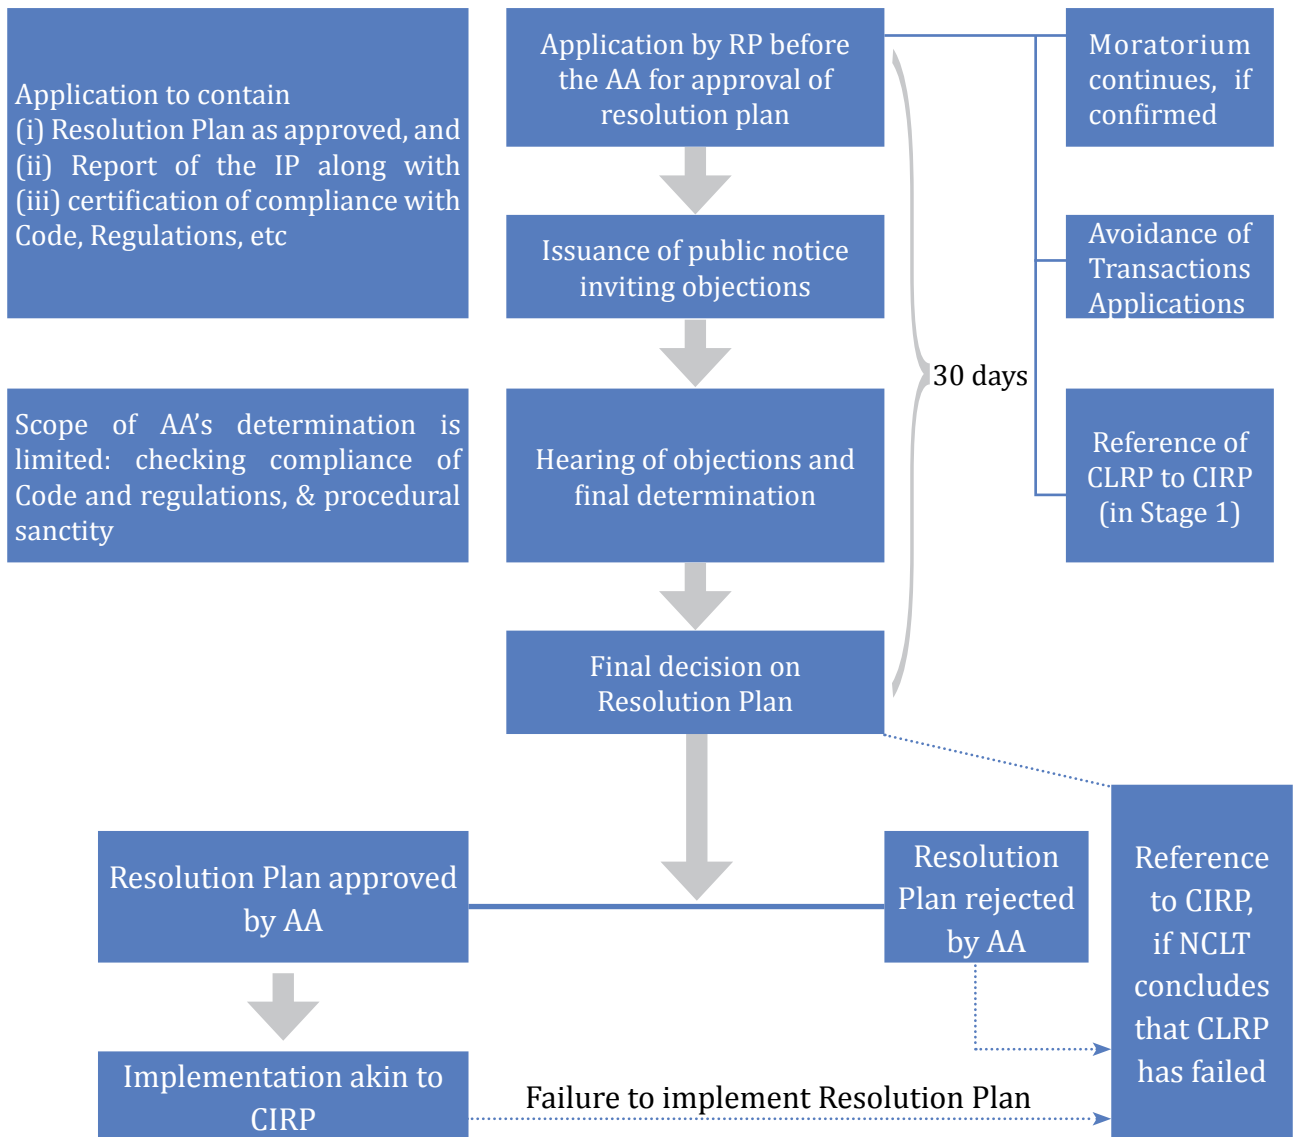 Application to contain
(i) Resolution Plan as approved, and
(ii) Report of the IP along with
(iii) certification of compliance with
Code, Regulations, etc
Application by RP before
the AA for approval of
resolution plan
Moratorium
continues, if
confirmed
Issuance of public notice
inviting objections
Avoidance of
Transactions
Applications
30 days
Scope of AA’s determination is
limited: checking compliance of
Code and regulations, & procedural
sanctity
Hearing of objections and
final determination
Reference of
CLRP to CIRP
(in Stage 1)
Final decision on
Resolution Plan
Resolution Plan approved
by AA
Resolution
Plan rejected
by AA
Reference
to CIRP,
if NCLT
concludes
that CLRP
has failed
Implementation akin to
CIRP
Failure to implement Resolution Plan